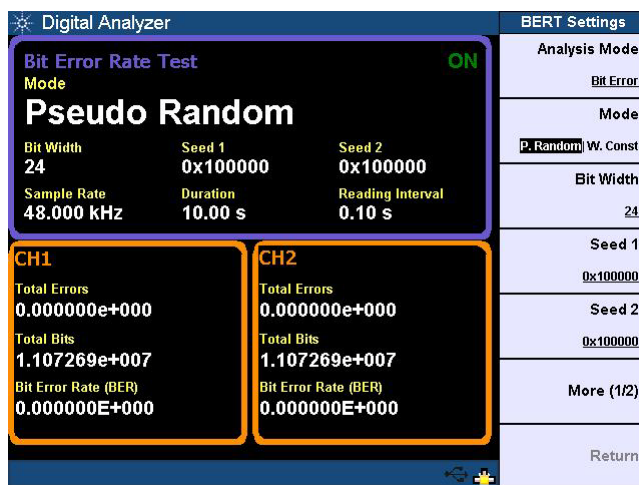 Digital Analyzer
Bit Error Rate Test ON
Mode
Pseudo Random
Bit Width Seed 1 Seed 2
24 0x100000 0x100000
Sample Rate Duration Reading Interval
48.000 kHz 10.00 s 0.10 s
CH1
Total Errors
0.000000e+000
Total Bits
1.107269e+007
Bit Error Rate (BER)
0.000000E+000
CH2
Total Errors
0.000000e+000
Total Bits
1.107269e+007
Bit Error Rate (BER)
0.000000E+000
BERT Settings
Analysis Mode
Bit Error
Mode
P. Random| W. Const
Bit Width
24
Seed 1
0x100000
Seed 2
0x100000
More (1/2)
Return